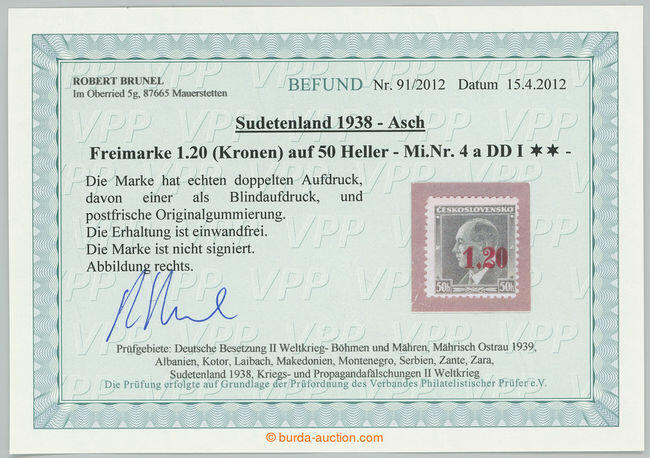 ROBERT BRUNEL
Im Oberried 5g, 87665 Mauerstetten
BEFUND Nr. 91/2012 Datum 15.4.2012
Sudetenland 1938 - Asch
Freimarke 1.20 (Kronen) auf 50 Heller - Mi.Nr. 4 a DD I ✶✶ -
Die Marke hat echten doppelten Aufdruck,
davon einer als Blindaufdruck, und
postfrische Originalgummierung.
Die Erhaltung ist einwandfrei.
Die Marke ist nicht signiert.
Abbildung rechts.
ČESKOSLOVENSKO
1.20
50h 50h
Prüfgebiete: Deutsche Besetzung II Weltkrieg- Böhmen und Mähren, Mährisch Ostrau 1939,
Albanien, Kotor, Laibach, Makedonien, Montenegro, Serbien, Zante, Zara,
Sudetenland 1938, Kriegs- und Propagandafälschungen II Weltkrieg
Die Prüfung erfolgte auf Grundlage der Prüfordnung des Verbandes Philatelistischer Prüfer e.V.
© burda-auction.com